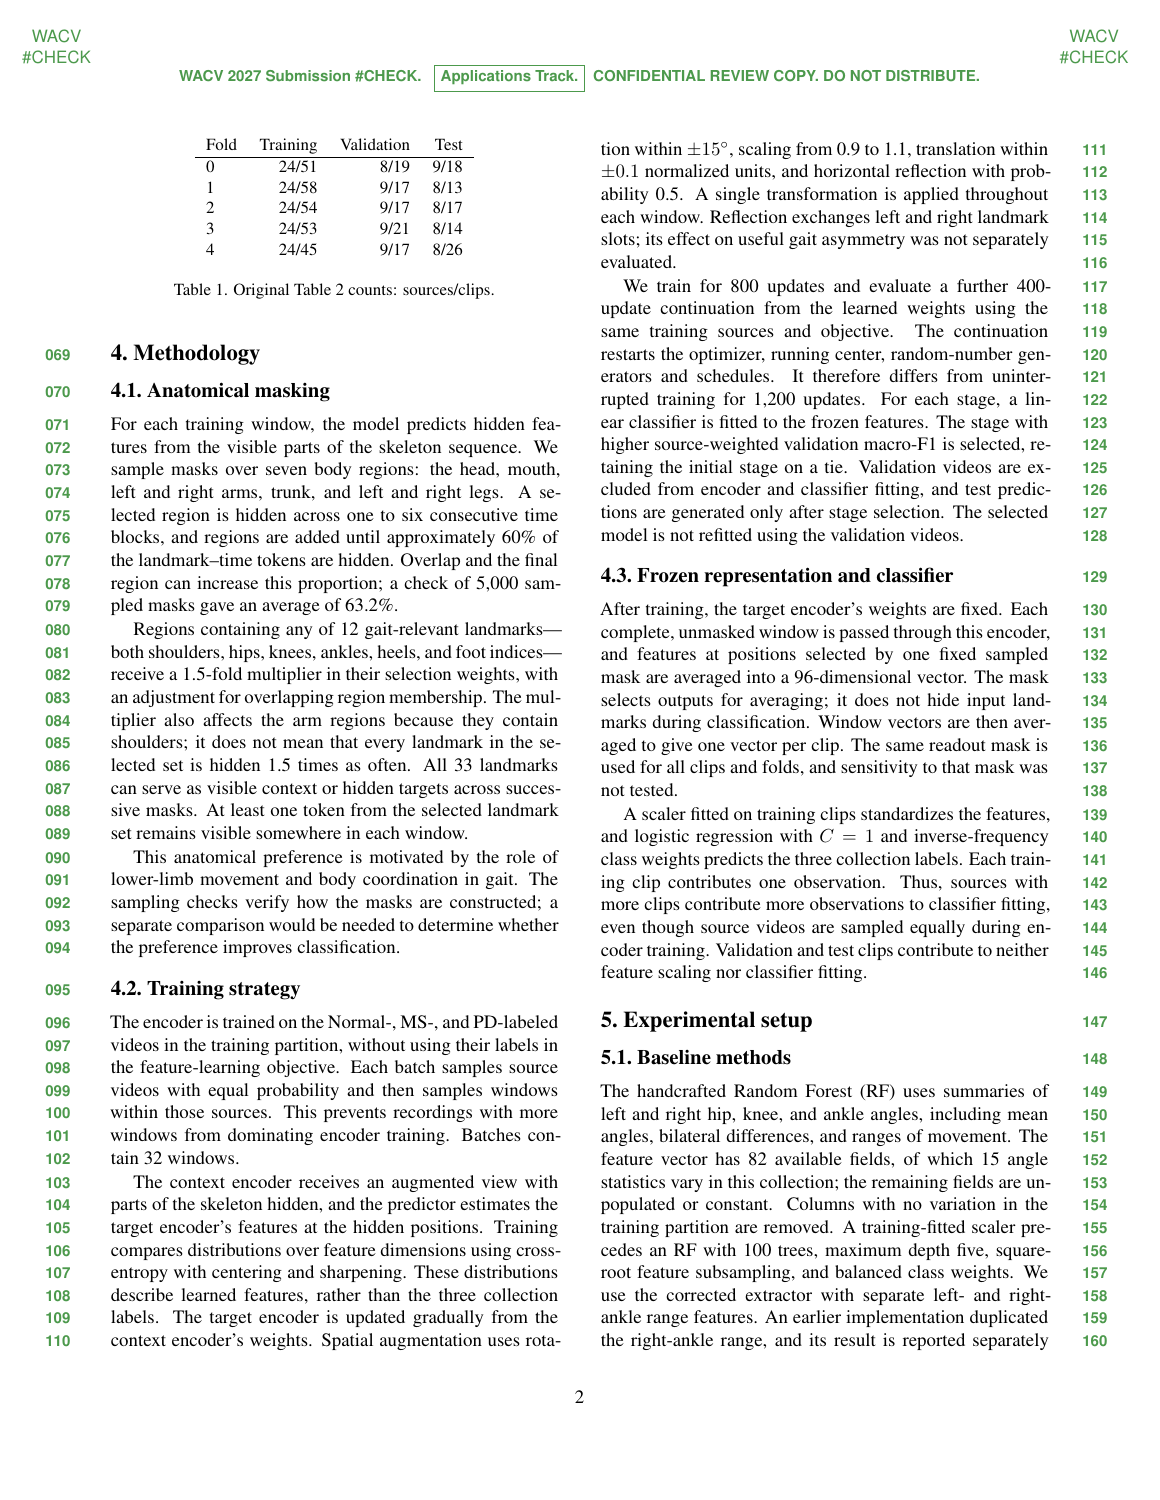 WACV
#CHECK
WACV
#CHECK
WACV 2027 Submission #CHECK. Applications Track. CONFIDENTIAL REVIEW COPY. DO NOT DISTRIBUTE.
Fold Training Validation Test
0 24/51 8/19 9/18
1 24/58 9/17 8/13
2 24/54 9/17 8/17
3 24/53 9/21 8/14
4 24/45 9/17 8/26
Table 1. Original Table 2 counts: sources/clips.
069 4. Methodology
070 4.1. Anatomical masking
071 For each training window, the model predicts hidden fea-
072 tures from the visible parts of the skeleton sequence. We
073 sample masks over seven body regions: the head, mouth,
074 left and right arms, trunk, and left and right legs. A se-
075 lected region is hidden across one to six consecutive time
076 blocks, and regions are added until approximately 60% of
077 the landmark–time tokens are hidden. Overlap and the final
078 region can increase this proportion; a check of 5,000 sam-
079 pled masks gave an average of 63.2%.
080 Regions containing any of 12 gait-relevant landmarks—
081 both shoulders, hips, knees, ankles, heels, and foot indices—
082 receive a 1.5-fold multiplier in their selection weights, with
083 an adjustment for overlapping region membership. The mul-
084 tiplier also affects the arm regions because they contain
085 shoulders; it does not mean that every landmark in the se-
086 lected set is hidden 1.5 times as often. All 33 landmarks
087 can serve as visible context or hidden targets across succes-
088 sive masks. At least one token from the selected landmark
089 set remains visible somewhere in each window.
090 This anatomical preference is motivated by the role of
091 lower-limb movement and body coordination in gait. The
092 sampling checks verify how the masks are constructed; a
093 separate comparison would be needed to determine whether
094 the preference improves classification.
095 4.2. Training strategy
096 The encoder is trained on the Normal-, MS-, and PD-labeled
097 videos in the training partition, without using their labels in
098 the feature-learning objective. Each batch samples source
099 videos with equal probability and then samples windows
100 within those sources. This prevents recordings with more
101 windows from dominating encoder training. Batches con-
102 tain 32 windows.
103 The context encoder receives an augmented view with
104 parts of the skeleton hidden, and the predictor estimates the
105 target encoder's features at the hidden positions. Training
106 compares distributions over feature dimensions using cross-
107 entropy with centering and sharpening. These distributions
108 describe learned features, rather than the three collection
109 labels. The target encoder is updated gradually from the
110 context encoder's weights. Spatial augmentation uses rota-
tion within ±15°, scaling from 0.9 to 1.1, translation within 111
±0.1 normalized units, and horizontal reflection with prob- 112
ability 0.5. A single transformation is applied throughout 113
each window. Reflection exchanges left and right landmark 114
slots; its effect on useful gait asymmetry was not separately 115
evaluated. 116
We train for 800 updates and evaluate a further 400- 117
update continuation from the learned weights using the 118
same training sources and objective. The continuation 119
restarts the optimizer, running center, random-number gen- 120
erators and schedules. It therefore differs from uninter- 121
rupted training for 1,200 updates. For each stage, a lin- 122
ear classifier is fitted to the frozen features. The stage with 123
higher source-weighted validation macro-F1 is selected, re- 124
taining the initial stage on a tie. Validation videos are ex- 125
cluded from encoder and classifier fitting, and test predic- 126
tions are generated only after stage selection. The selected 127
model is not refitted using the validation videos. 128
4.3. Frozen representation and classifier 129
After training, the target encoder's weights are fixed. Each 130
complete, unmasked window is passed through this encoder, 131
and features at positions selected by one fixed sampled 132
mask are averaged into a 96-dimensional vector. The mask 133
selects outputs for averaging; it does not hide input land- 134
marks during classification. Window vectors are then aver- 135
aged to give one vector per clip. The same readout mask is 136
used for all clips and folds, and sensitivity to that mask was 137
not tested. 138
A scaler fitted on training clips standardizes the features, 139
and logistic regression with C = 1 and inverse-frequency 140
class weights predicts the three collection labels. Each train- 141
ing clip contributes one observation. Thus, sources with 142
more clips contribute more observations to classifier fitting, 143
even though source videos are sampled equally during en- 144
coder training. Validation and test clips contribute to neither 145
feature scaling nor classifier fitting. 146
5. Experimental setup 147
5.1. Baseline methods 148
The handcrafted Random Forest (RF) uses summaries of 149
left and right hip, knee, and ankle angles, including mean 150
angles, bilateral differences, and ranges of movement. The 151
feature vector has 82 available fields, of which 15 angle 152
statistics vary in this collection; the remaining fields are un- 153
populated or constant. Columns with no variation in the 154
training partition are removed. A training-fitted scaler pre- 155
cedes an RF with 100 trees, maximum depth five, square- 156
root feature subsampling, and balanced class weights. We 157
use the corrected extractor with separate left- and right- 158
ankle range features. An earlier implementation duplicated 159
the right-ankle range, and its result is reported separately 160
2